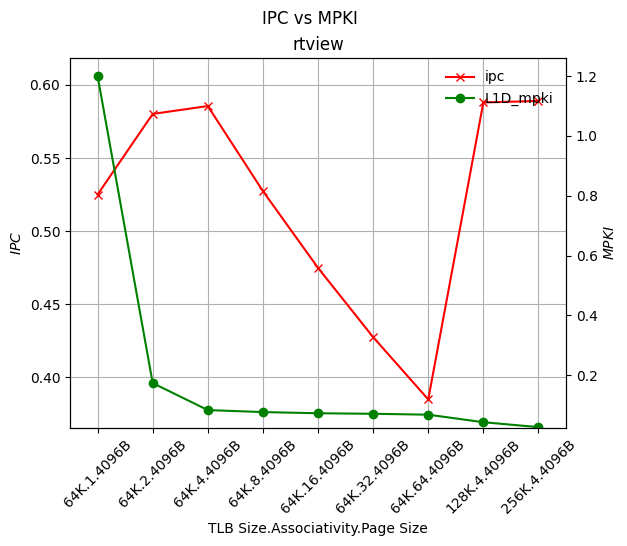 IPC vs MPKI
rtview
ipc
L1D_mpki
0.60
0.55
0.50
0.45
0.40
IPC
1.2
1.0
0.8
0.6
0.4
0.2
MPKI
64K.1.4096B
64K.2.4096B
64K.4.4096B
64K.8.4096B
64K.16.4096B
64K.32.4096B
64K.64.4096B
128K.4.4096B
256K.4.4096B
TLB Size.Associativity.Page Size